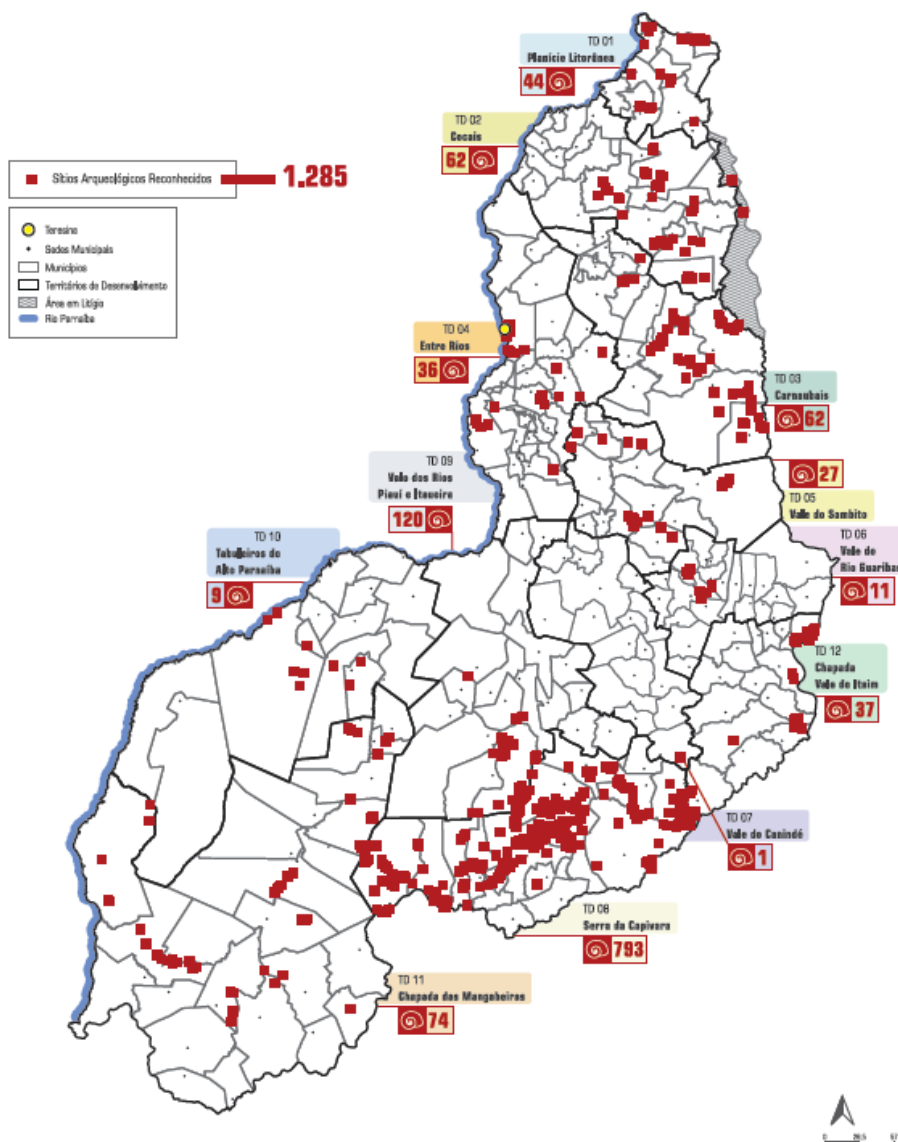 TD 01
Planície Litorânea
44
TD 02
Cocais
62
Sítios Arqueológicos Reconhecidos 1.285
Teresina
Sedes Municipais
Municípios
Territórios de Desenvolvimento
Área em Litígio
Rio Parnaíba
TD 04
Entre Rios
36
TD 03
Carnaubais
62
27
TD 05
Vale do Sambito
TD 09
Vale dos Rios
Piauí e Itaueira
120
TD 06
Vale do
Rio Guaribas
11
TD 10
Tabuleiros do
Alto Parnaíba
9
TD 12
Chapada
Vale do Itaim
37
TD 07
Vale do Canindé
1
TD 08
Serra da Capivara
793
TD 11
Chapada das Mangabeiras
74
0 28,5